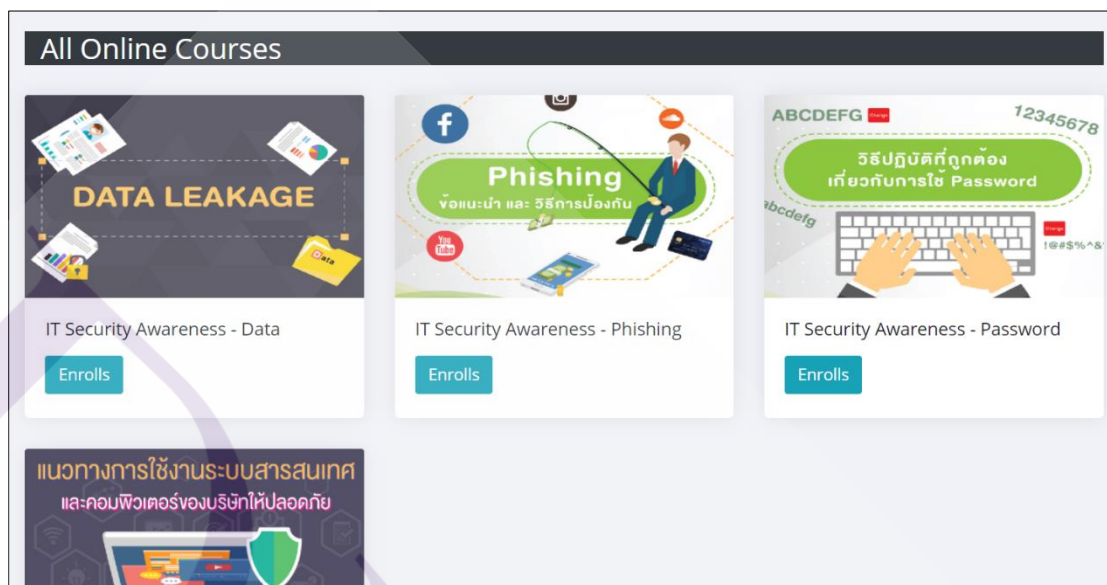 All Online Courses
DATA LEAKAGE
Data
Phishing
ข้อแนะนำ และ วิธีการป้องกัน
You
Tube
ABCDEFG
Change
12345678
วิธีปฏิบัติที่ถูกต้อง
เกี่ยวกับการใช้ Password
abcdefg
Change
!@#$%^&
IT Security Awareness - Data
IT Security Awareness - Phishing
IT Security Awareness - Password
Enrolls
Enrolls
Enrolls
แนวทางการใช้งานระบบสารสนเทศ
และคอมพิวเตอร์ของบริษัทให้ปลอดภัย